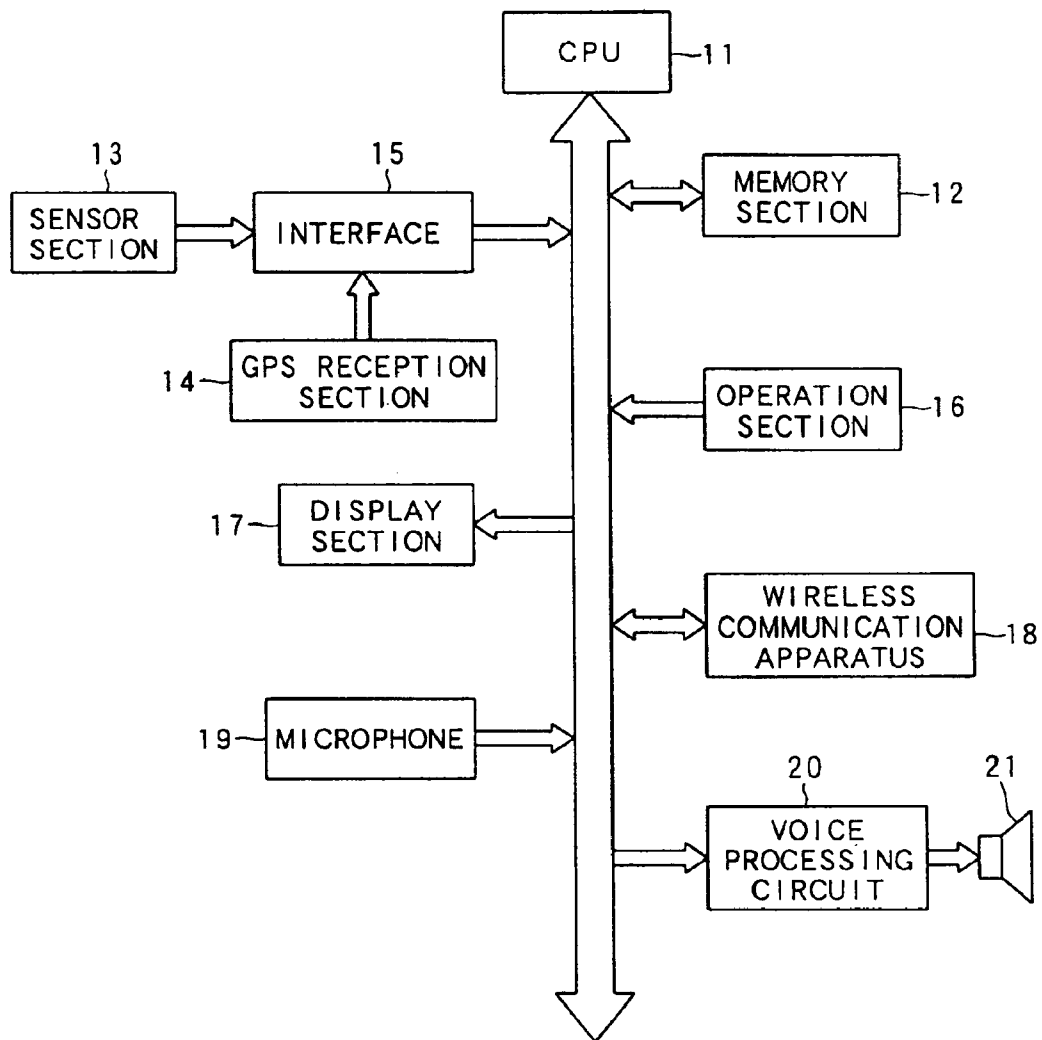 CPU
11
13
15
SENSOR
SECTION
INTERFACE
MEMORY
SECTION
12
14
GPS RECEPTION
SECTION
OPERATION
SECTION
16
17
DISPLAY
SECTION
WIRELESS
COMMUNICATION
APPARATUS
18
19
MICROPHONE
20
21
VOICE
PROCESSING
CIRCUIT